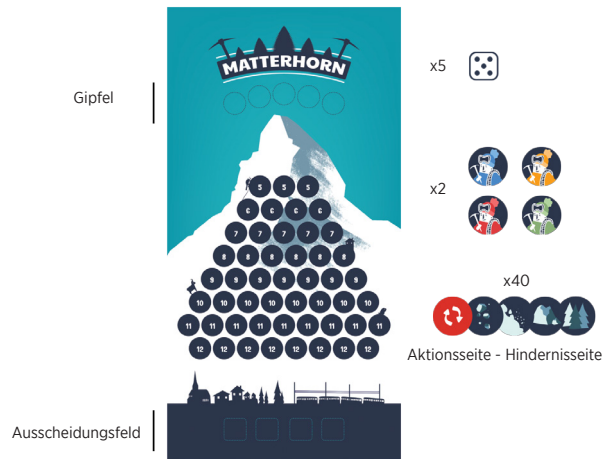 MATTERHORN
x5
Gipfel
5 5 5
6 6 6 6
7 7 7 7 7
x2
8 8 8 8 8 8
9 9 9 9 9 9 9
x40
10 10 10 10 10 10 10 10
11 11 11 11 11 11 11 11 11
12 12 12 12 12 12 12 12
Aktionsseite - Hindernisseite
Ausscheidungsfeld